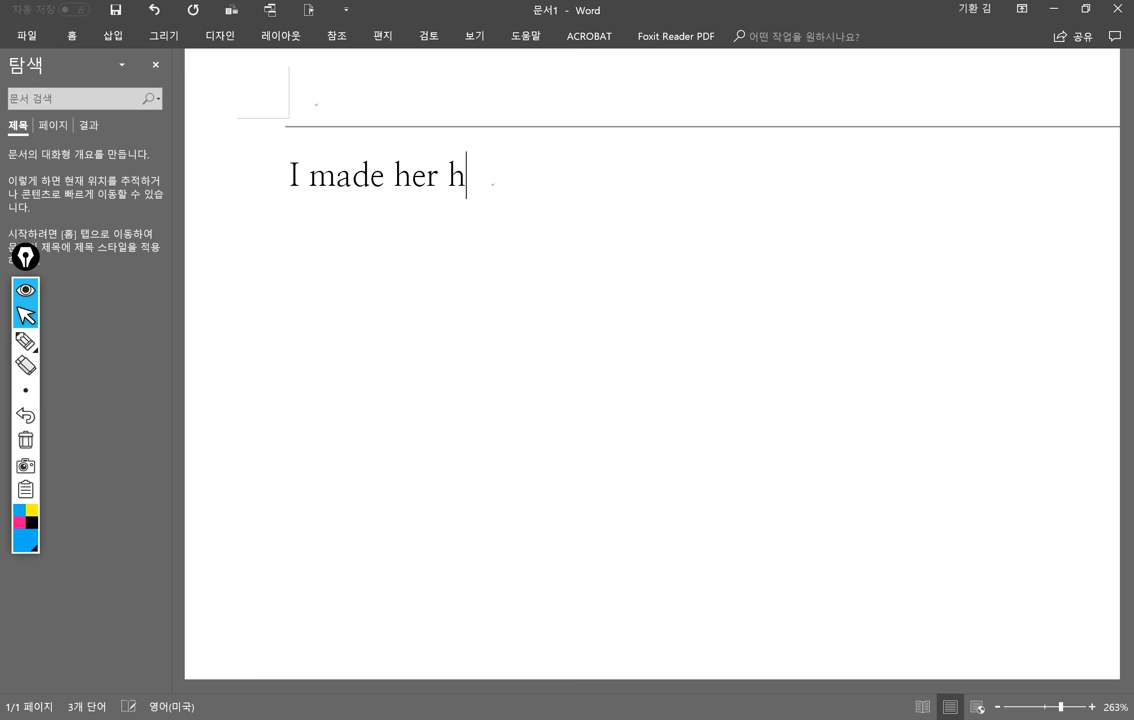 자동 저장
문서1 - Word
기환 김
파일 홈 삽입 그리기 디자인 레이아웃 참조 편지 검토 보기 도움말 ACROBAT Foxit Reader PDF 어떤 작업을 원하시나요? 공유
탐색
문서 검색
제목 페이지 결과
문서의 대화형 개요를 만듭니다.
이렇게 하면 현재 위치를 추적하거
나 콘텐츠로 빠르게 이동할 수 있습
니다.
시작하려면 [홈] 탭으로 이동하여
제목에 제목 스타일을 적용
I made her h
1/1 페이지 3개 단어 영어(미국) 263%